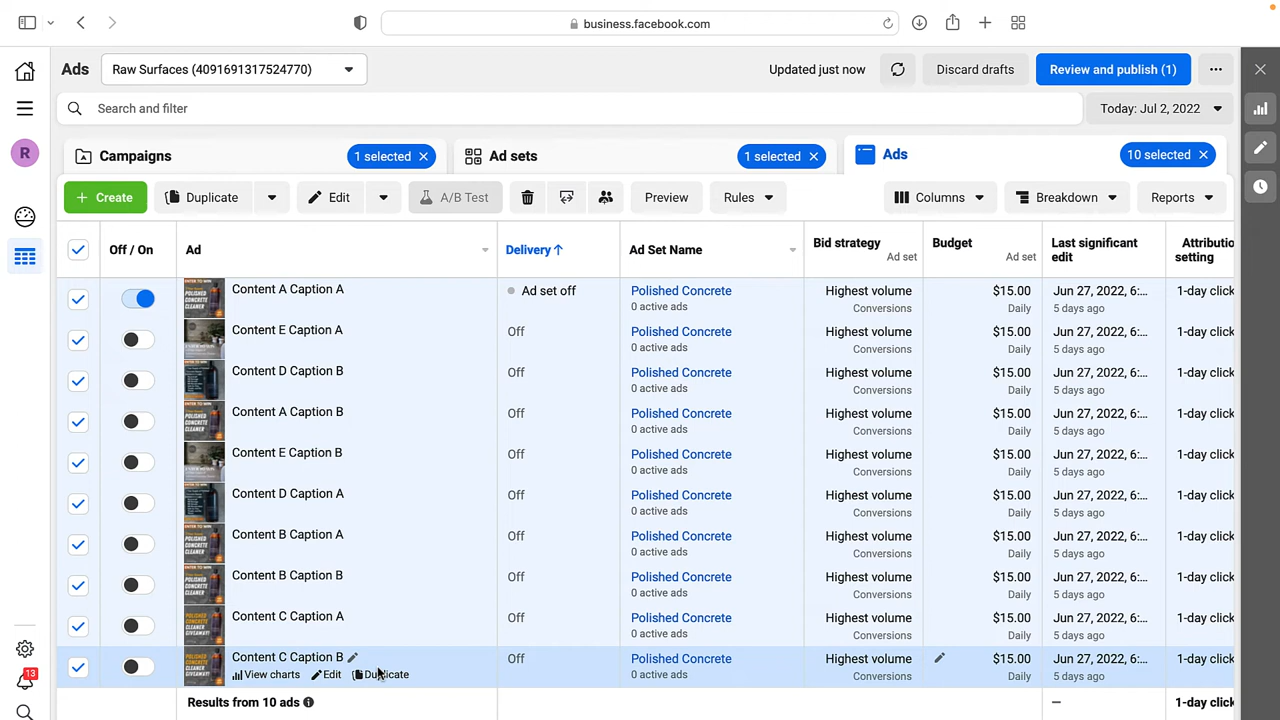 business.facebook.com
Ads
Raw Surfaces (4091691317524770)
Updated just now
Discard drafts
Review and publish (1)
Search and filter
Today: Jul 2, 2022
Campaigns
1 selected
Ad sets
1 selected
Ads
10 selected
R
+ Create
Duplicate
Edit
A/B Test
Preview
Rules
Columns
Breakdown
Reports
Off / On
Ad
Delivery ↑
Ad Set Name
Bid strategy
Ad set
Budget
Ad set
Last significant edit
Attributio
setting
Content A Caption A
Ad set off
Polished Concrete
0 active ads
Highest volume
Conversions
$15.00
Daily
Jun 27, 2022, 6:...
5 days ago
1-day click
Content E Caption A
Off
Polished Concrete
0 active ads
Highest volume
Conversions
$15.00
Daily
Jun 27, 2022, 6:...
5 days ago
1-day click
Content D Caption B
Off
Polished Concrete
0 active ads
Highest volume
Conversions
$15.00
Daily
Jun 27, 2022, 6:...
5 days ago
1-day click
Content A Caption B
Off
Polished Concrete
0 active ads
Highest volume
Conversions
$15.00
Daily
Jun 27, 2022, 6:...
5 days ago
1-day click
Content E Caption B
Off
Polished Concrete
0 active ads
Highest volume
Conversions
$15.00
Daily
Jun 27, 2022, 6:...
5 days ago
1-day click
Content D Caption A
Off
Polished Concrete
0 active ads
Highest volume
Conversions
$15.00
Daily
Jun 27, 2022, 6:...
5 days ago
1-day click
Content B Caption A
Off
Polished Concrete
0 active ads
Highest volume
Conversions
$15.00
Daily
Jun 27, 2022, 6:...
5 days ago
1-day click
Content B Caption B
Off
Polished Concrete
0 active ads
Highest volume
Conversions
$15.00
Daily
Jun 27, 2022, 6:...
5 days ago
1-day click
Content C Caption A
Off
Polished Concrete
0 active ads
Highest volume
Conversions
$15.00
Daily
Jun 27, 2022, 6:...
5 days ago
1-day click
Content C Caption B
View charts
Edit
Off
Polished Concrete
0 active ads
Daily
Jun 27, 2022, 6:...
5 days ago
1-day click
13
Results from 10 ads
—
1-day click